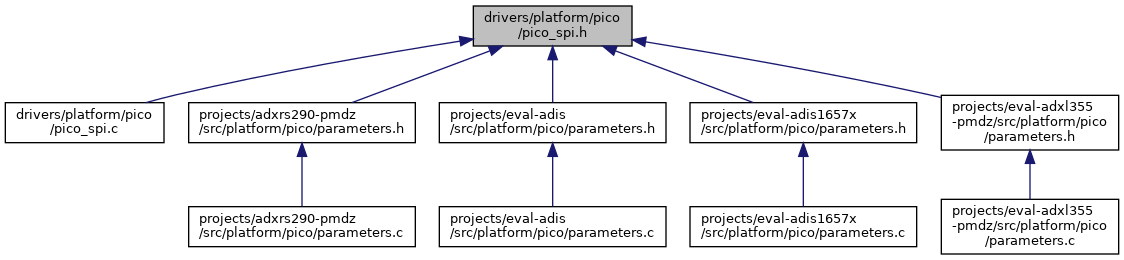 drivers/platform/pico
/pico_spi.h
drivers/platform/pico
/pico_spi.c
projects/adxrs290-pmdz
/src/platform/pico/parameters.h
projects/eval-adis
/src/platform/pico/parameters.h
projects/eval-adis1657x
/src/platform/pico/parameters.h
projects/eval-adxl355
-pmdz/src/platform/pico
/parameters.h
projects/adxrs290-pmdz
/src/platform/pico/parameters.c
projects/eval-adis
/src/platform/pico/parameters.c
projects/eval-adis1657x
/src/platform/pico/parameters.c
projects/eval-adxl355
-pmdz/src/platform/pico
/parameters.c